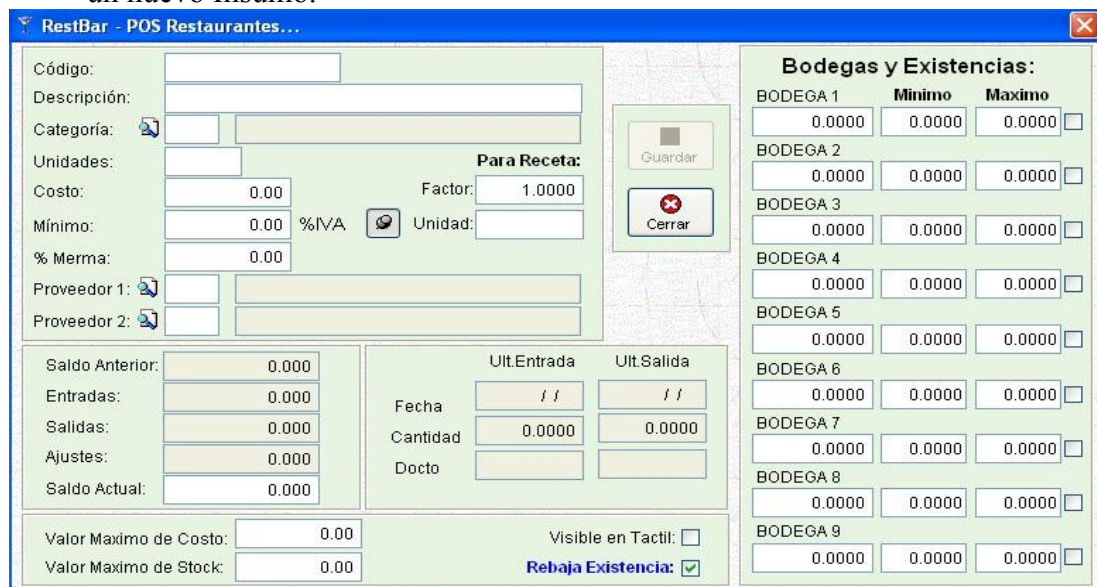 un nuevo Insumo.
RestBar - POS Restaurantes...
Código:
Descripción:
Categoría:
Unidades:
Para Receta:
Costo: 0.00 Factor: 1.0000
Mínimo: 0.00 %IVA Unidad:
% Merma: 0.00
Proveedor 1:
Proveedor 2:
Guardar
Cerrar
Saldo Anterior: 0.000
Entradas: 0.000
Salidas: 0.000
Ajustes: 0.000
Saldo Actual: 0.000
Ult.Entrada Ult.Salida
Fecha / / / /
Cantidad 0.0000 0.0000
Docto
Valor Maximo de Costo: 0.00 Visible en Tactil:
Valor Maximo de Stock: 0.00 Rebaja Existencia:
Bodegas y Existencias:
BODEGA 1 Minimo Maximo
0.0000 0.0000 0.0000
BODEGA 2
0.0000 0.0000 0.0000
BODEGA 3
0.0000 0.0000 0.0000
BODEGA 4
0.0000 0.0000 0.0000
BODEGA 5
0.0000 0.0000 0.0000
BODEGA 6
0.0000 0.0000 0.0000
BODEGA 7
0.0000 0.0000 0.0000
BODEGA 8
0.0000 0.0000 0.0000
BODEGA 9
0.0000 0.0000 0.0000